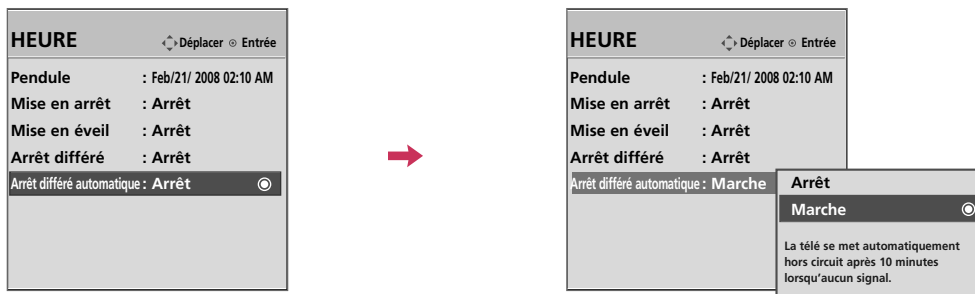 HEURE Déplacer Entrée
Pendule : Feb/21/ 2008 02:10 AM
Mise en arrêt : Arrêt
Mise en éveil : Arrêt
Arrêt différé : Arrêt
Arrêt différé automatique : Arrêt
HEURE Déplacer Entrée
Pendule : Feb/21/ 2008 02:10 AM
Mise en arrêt : Arrêt
Mise en éveil : Arrêt
Arrêt différé : Arrêt
Arrêt différé automatique : Marche
Arrêt
Marche
La télé se met automatiquement
hors circuit après 10 minutes
lorsqu’aucun signal.